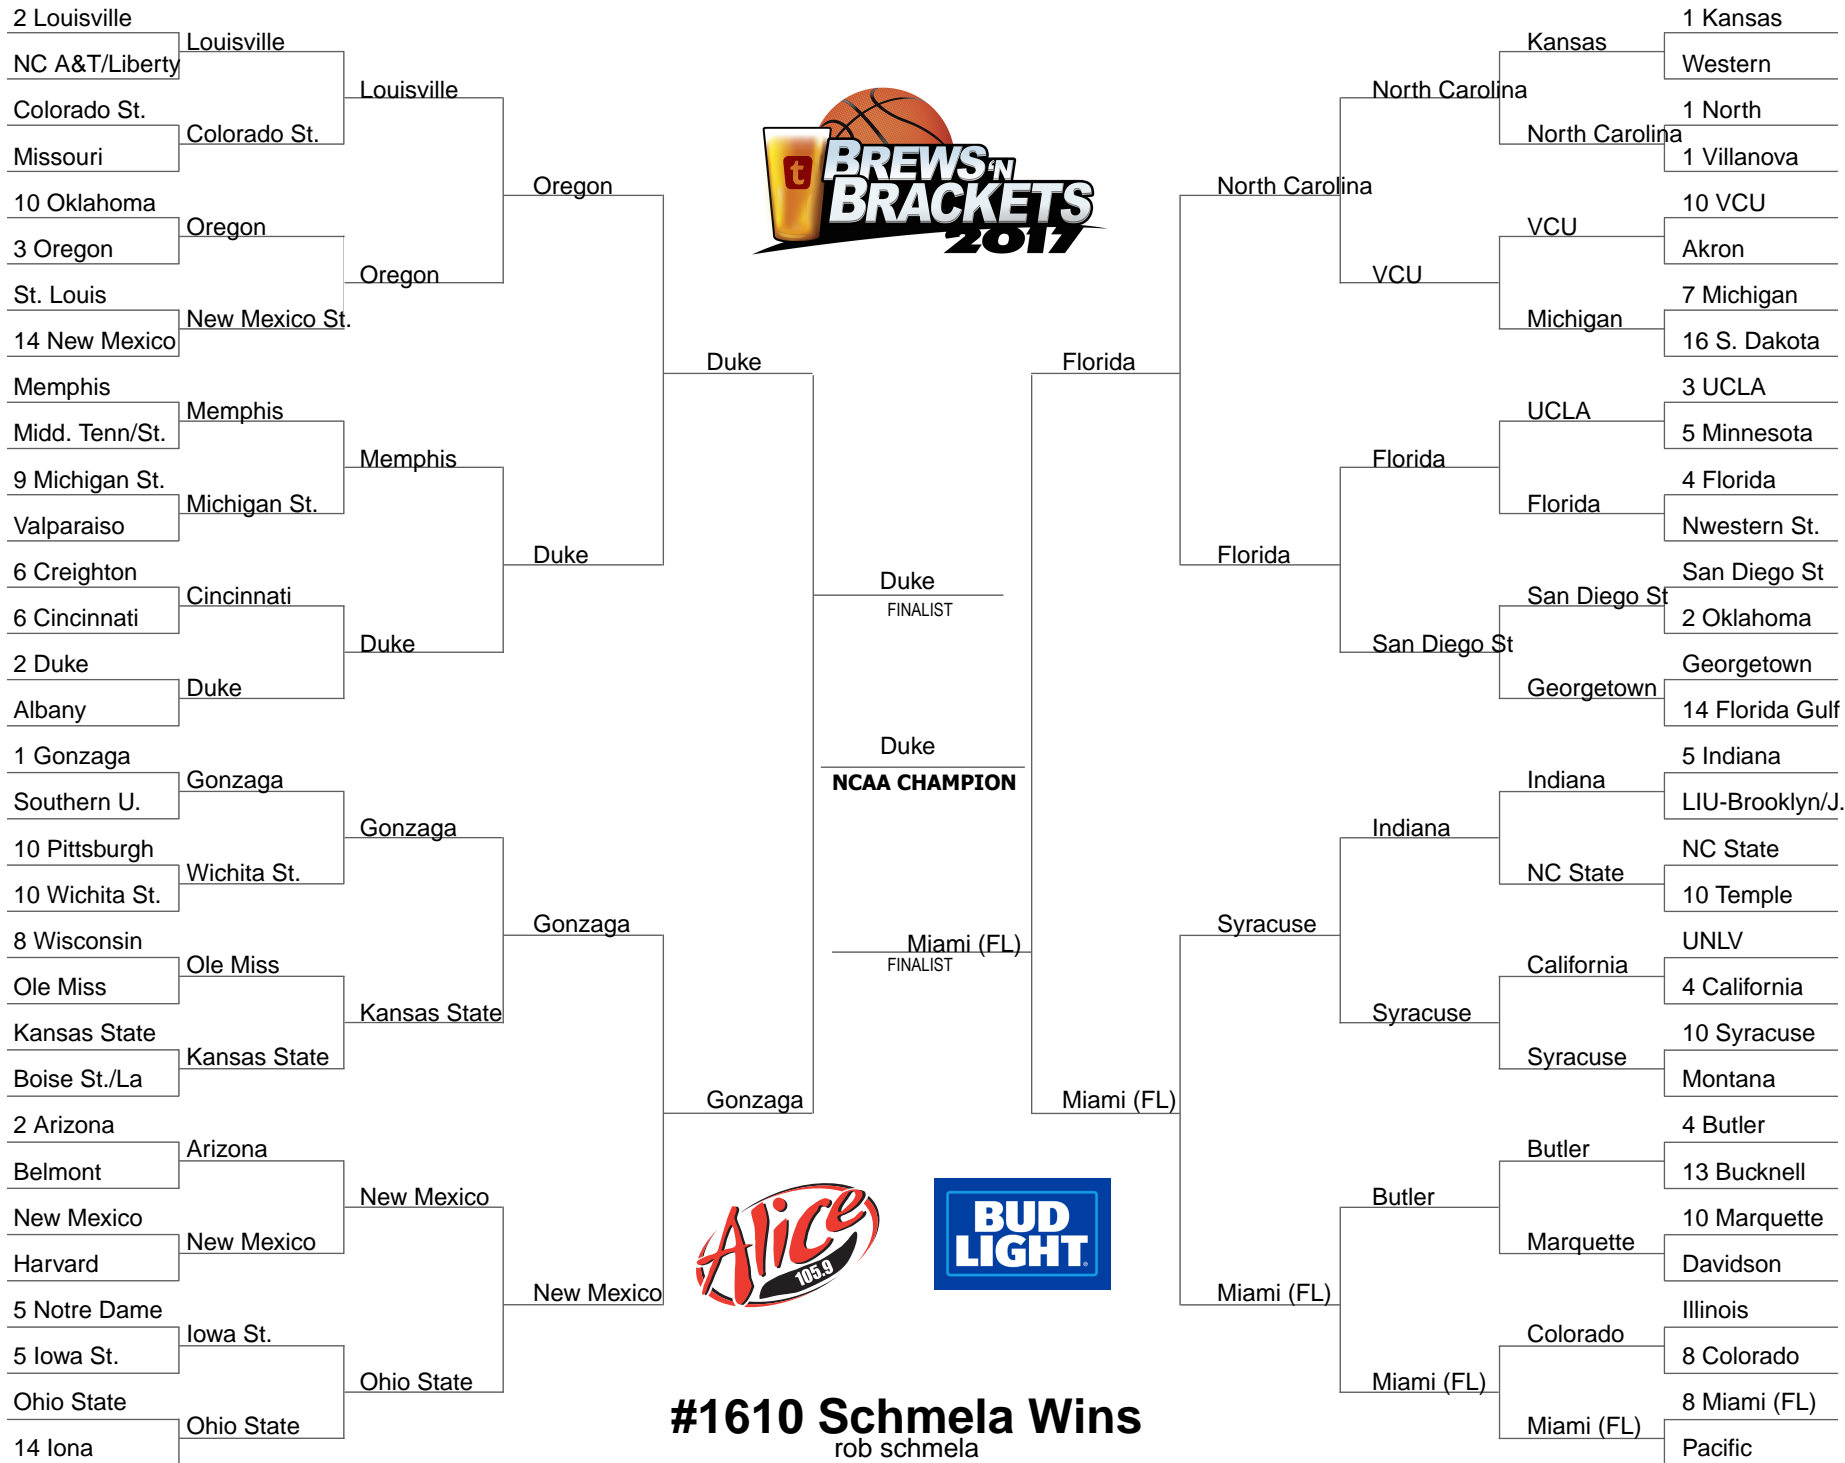 2 Louisville
NC A&T/Liberty
Colorado St.
Missouri
10 Oklahoma
3 Oregon
St. Louis
14 New Mexico
Memphis
Midd. Tenn/St.
9 Michigan St.
Valparaiso
6 Creighton
6 Cincinnati
2 Duke
Albany
1 Gonzaga
Southern U.
10 Pittsburgh
10 Wichita St.
8 Wisconsin
Ole Miss
Kansas State
Boise St./La
2 Arizona
Belmont
New Mexico
Harvard
5 Notre Dame
5 Iowa St.
Ohio State
14 Iona
Louisville
Colorado St.
Oregon
New Mexico St.
Memphis
Michigan St.
Cincinnati
Duke
Gonzaga
Wichita St.
Ole Miss
Kansas State
Arizona
New Mexico
Iowa St.
Ohio State
Louisville
Oregon
Memphis
Duke
Gonzaga
Kansas State
New Mexico
Ohio State
Oregon
Duke
Gonzaga
New Mexico
Duke
Gonzaga
t
BREWS 'N
BRACKETS
2017
Duke
FINALIST
Duke
NCAA CHAMPION
Miami (FL)
FINALIST
Alice
105.9
BUD
LIGHT
#1610 Schmela Wins
rob schmela
Florida
Miami (FL)
North Carolina
Florida
Syracuse
Miami (FL)
North Carolina
VCU
Florida
San Diego St
Indiana
Syracuse
Butler
Miami (FL)
Kansas
North Carolina
VCU
Michigan
UCLA
Florida
San Diego St
Georgetown
Indiana
NC State
California
Syracuse
Butler
Marquette
Colorado
Miami (FL)
1 Kansas
Western
1 North
1 Villanova
10 VCU
Akron
7 Michigan
16 S. Dakota
3 UCLA
5 Minnesota
4 Florida
Nwestern St.
San Diego St
2 Oklahoma
Georgetown
14 Florida Gulf
5 Indiana
LIU-Brooklyn/J.
NC State
10 Temple
UNLV
4 California
10 Syracuse
Montana
4 Butler
13 Bucknell
10 Marquette
Davidson
Illinois
8 Colorado
8 Miami (FL)
Pacific